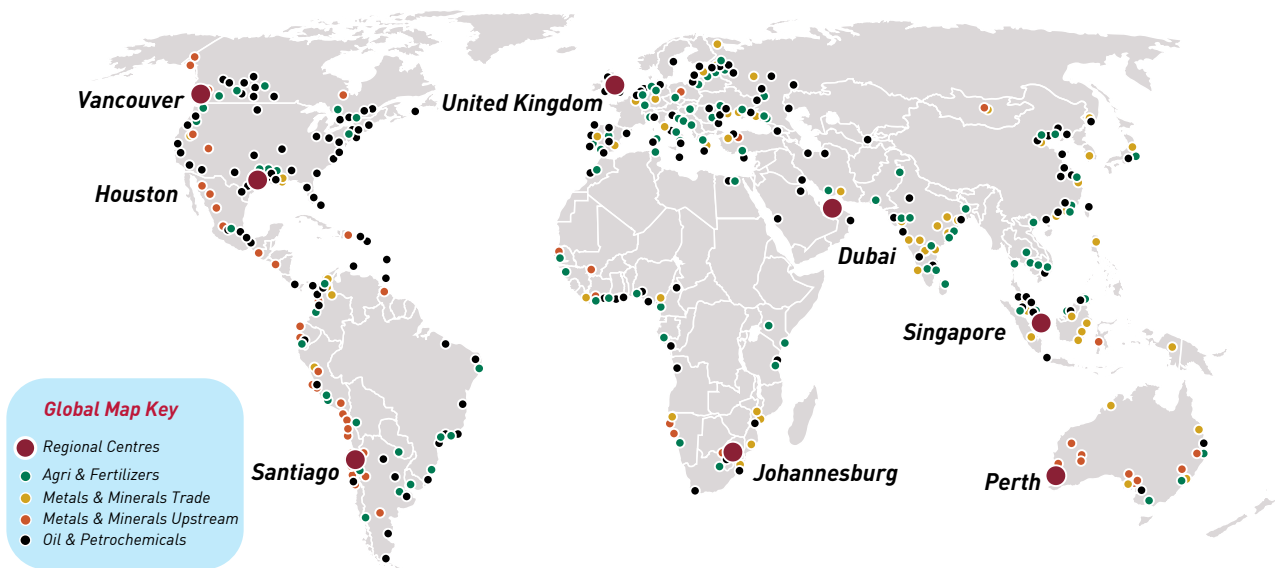 Vancouver
United Kingdom
Houston
Dubai
Singapore
Santiago
Johannesburg
Perth
Global Map Key
Regional Centres
Agri & Fertilizers
Metals & Minerals Trade
Metals & Minerals Upstream
Oil & Petrochemicals